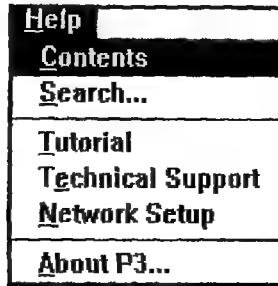 Help
Contents
Search...
Tutorial
Technical Support
Network Setup
About P3...